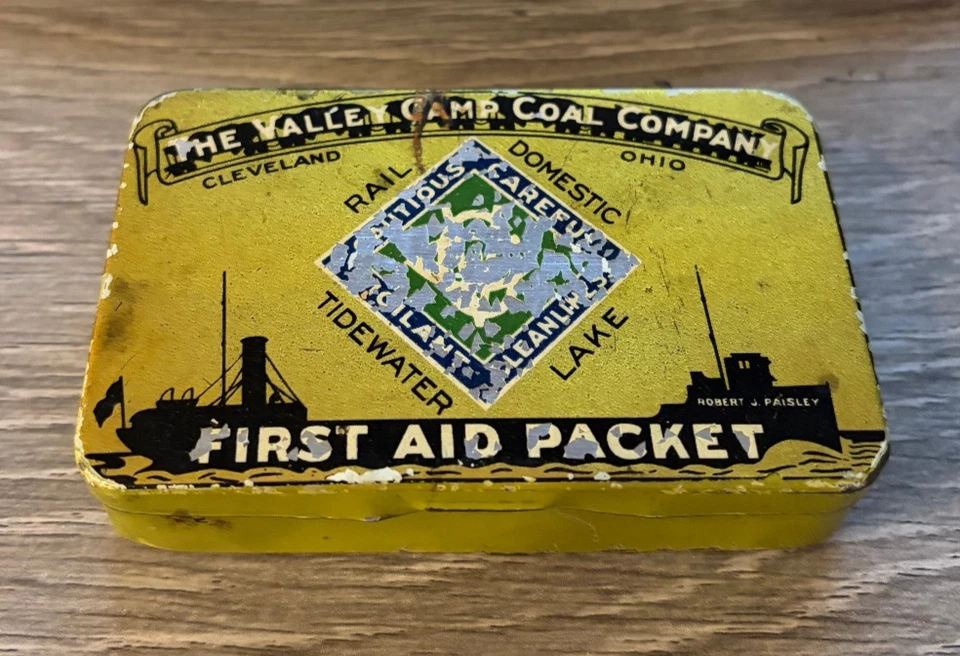 THE VALLEY CAMP COAL COMPANY
CLEVELAND OHIO
RAIL DOMESTIC
TIDEWATER LAKE
ROBERT J. PAISLEY
FIRST AID PACKET